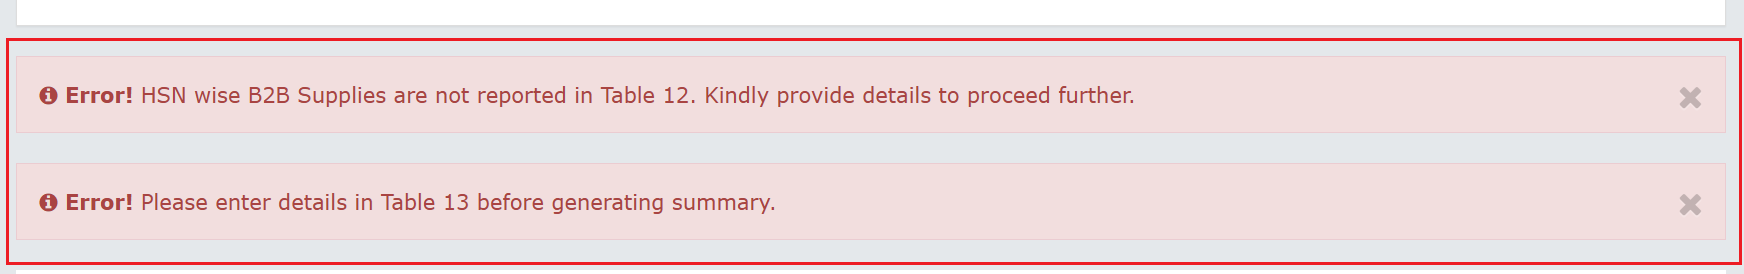 Error! HSN wise B2B Supplies are not reported in Table 12. Kindly provide details to proceed further.
Error! Please enter details in Table 13 before generating summary.